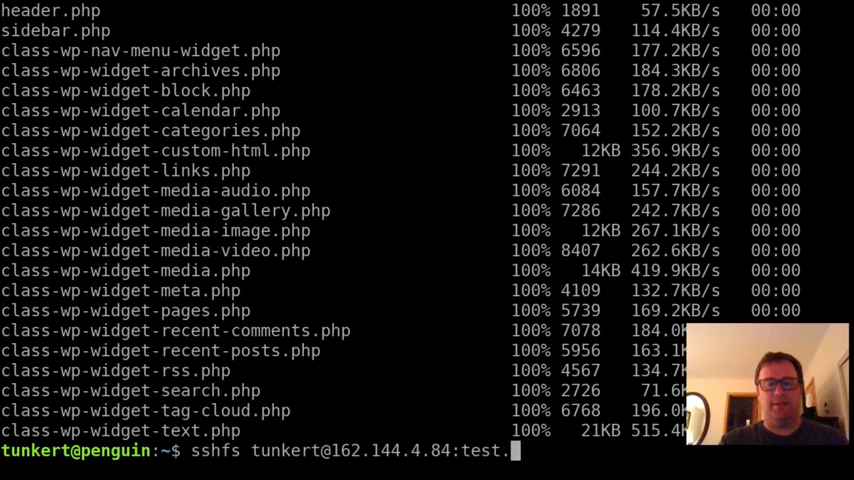 header.php 100% 1891 57.5KB/s 00:00
sidebar.php 100% 4279 114.4KB/s 00:00
class-wp-nav-menu-widget.php 100% 6596 177.2KB/s 00:00
class-wp-widget-archives.php 100% 6806 184.3KB/s 00:00
class-wp-widget-block.php 100% 6463 178.2KB/s 00:00
class-wp-widget-calendar.php 100% 2913 100.7KB/s 00:00
class-wp-widget-categories.php 100% 7064 152.2KB/s 00:00
class-wp-widget-custom-html.php 100% 12KB 356.9KB/s 00:00
class-wp-widget-links.php 100% 7291 244.2KB/s 00:00
class-wp-widget-media-audio.php 100% 6084 157.7KB/s 00:00
class-wp-widget-media-gallery.php 100% 7286 242.7KB/s 00:00
class-wp-widget-media-image.php 100% 12KB 267.1KB/s 00:00
class-wp-widget-media-video.php 100% 8407 262.6KB/s 00:00
class-wp-widget-media.php 100% 14KB 419.9KB/s 00:00
class-wp-widget-meta.php 100% 4109 132.7KB/s 00:00
class-wp-widget-pages.php 100% 5739 169.2KB/s 00:00
class-wp-widget-recent-comments.php 100% 7078 184.0K
class-wp-widget-recent-posts.php 100% 5956 163.1
class-wp-widget-rss.php 100% 4567 134.7
class-wp-widget-search.php 100% 2726 71.6
class-wp-widget-tag-cloud.php 100% 6768 196.0
class-wp-widget-text.php 100% 21KB 515.4
tunkert@penguin:~$ sshfs tunkert@162.144.4.84:test.